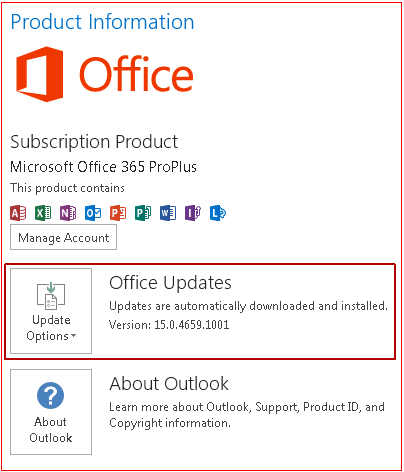 Product Information
Office
Subscription Product
Microsoft Office 365 ProPlus
This product contains
Manage Account
Update
Options
Office Updates
Updates are automatically downloaded and installed.
Version: 15.0.4659.1001
About
Outlook
About Outlook
Learn more about Outlook, Support, Product ID, and
Copyright information.